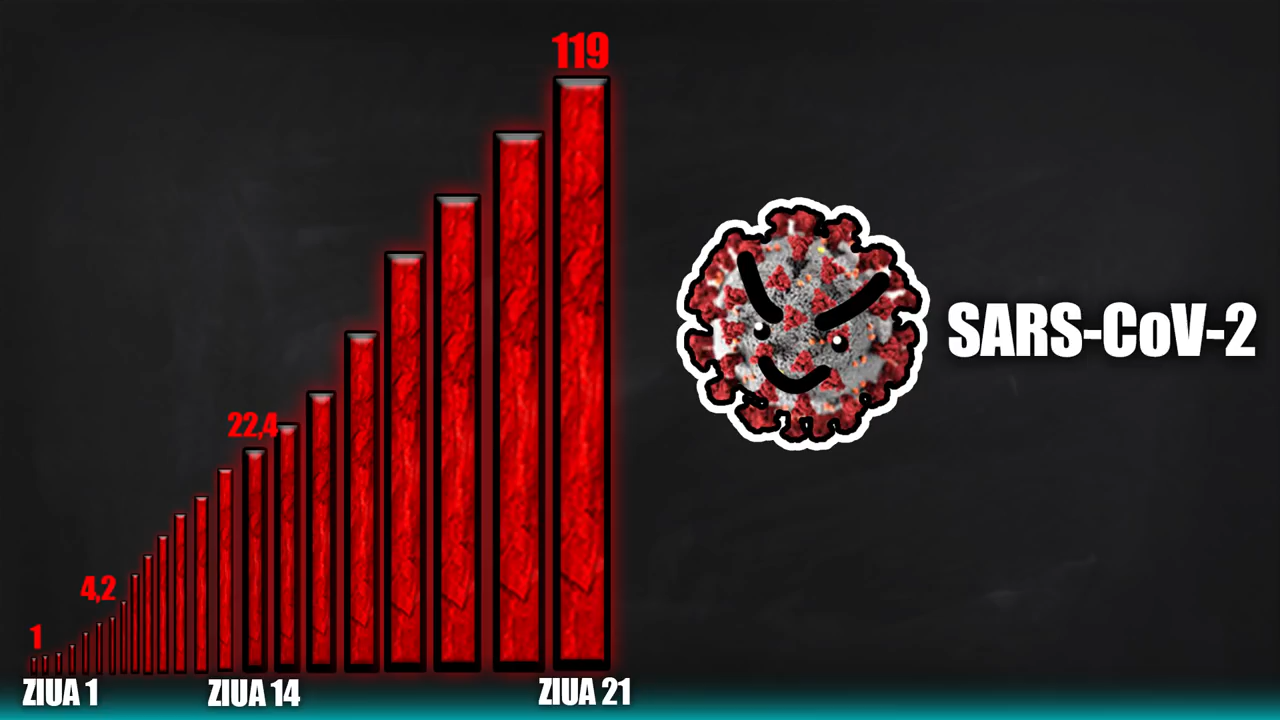 119
22,4
4,2
1
ZIUA 1
ZIUA 14
ZIUA 21
SARS-CoV-2